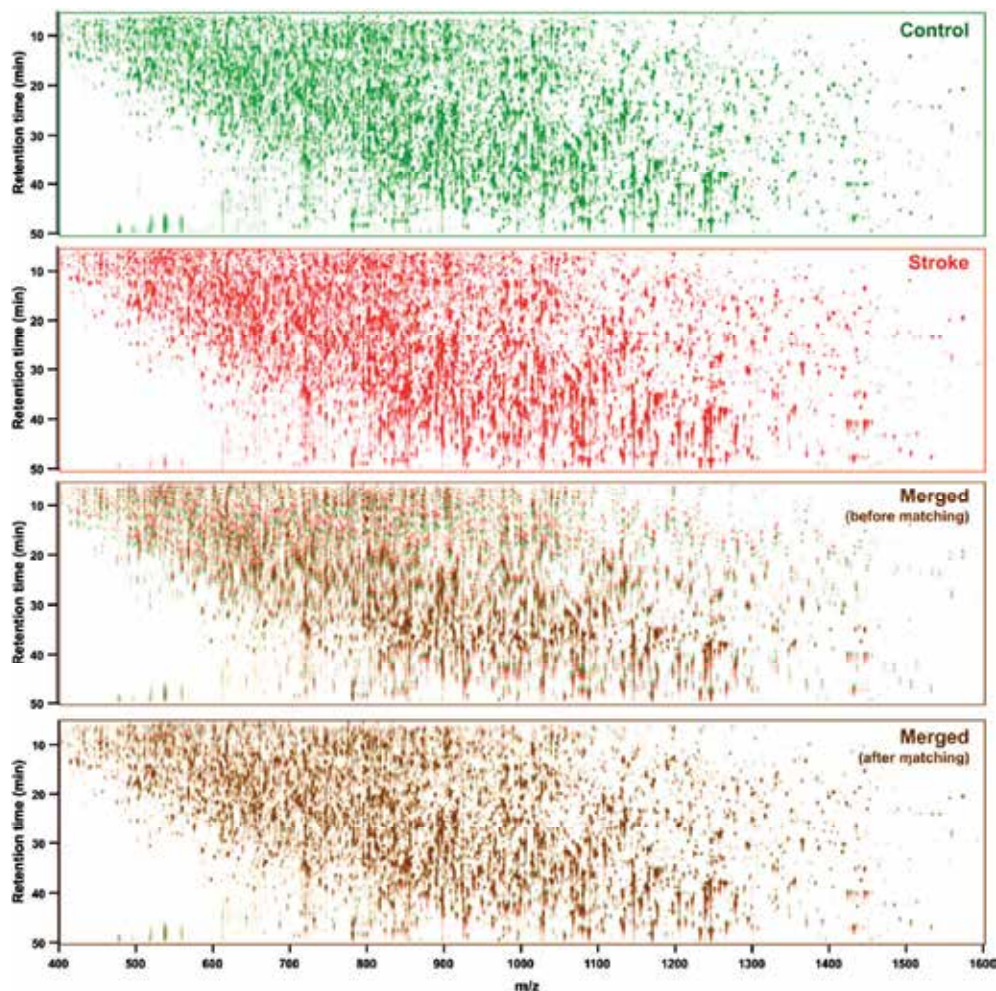 Control
Retention time (min)
10
20
30
40
50
Stroke
Retention time (min)
10
20
30
40
50
Merged
(before matching)
Retention time (min)
10
20
30
40
50
Merged
(after matching)
Retention time (min)
10
20
30
40
50
400 500 600 700 800 900 1000 1100 1200 1300 1400 1500 1600
m/z